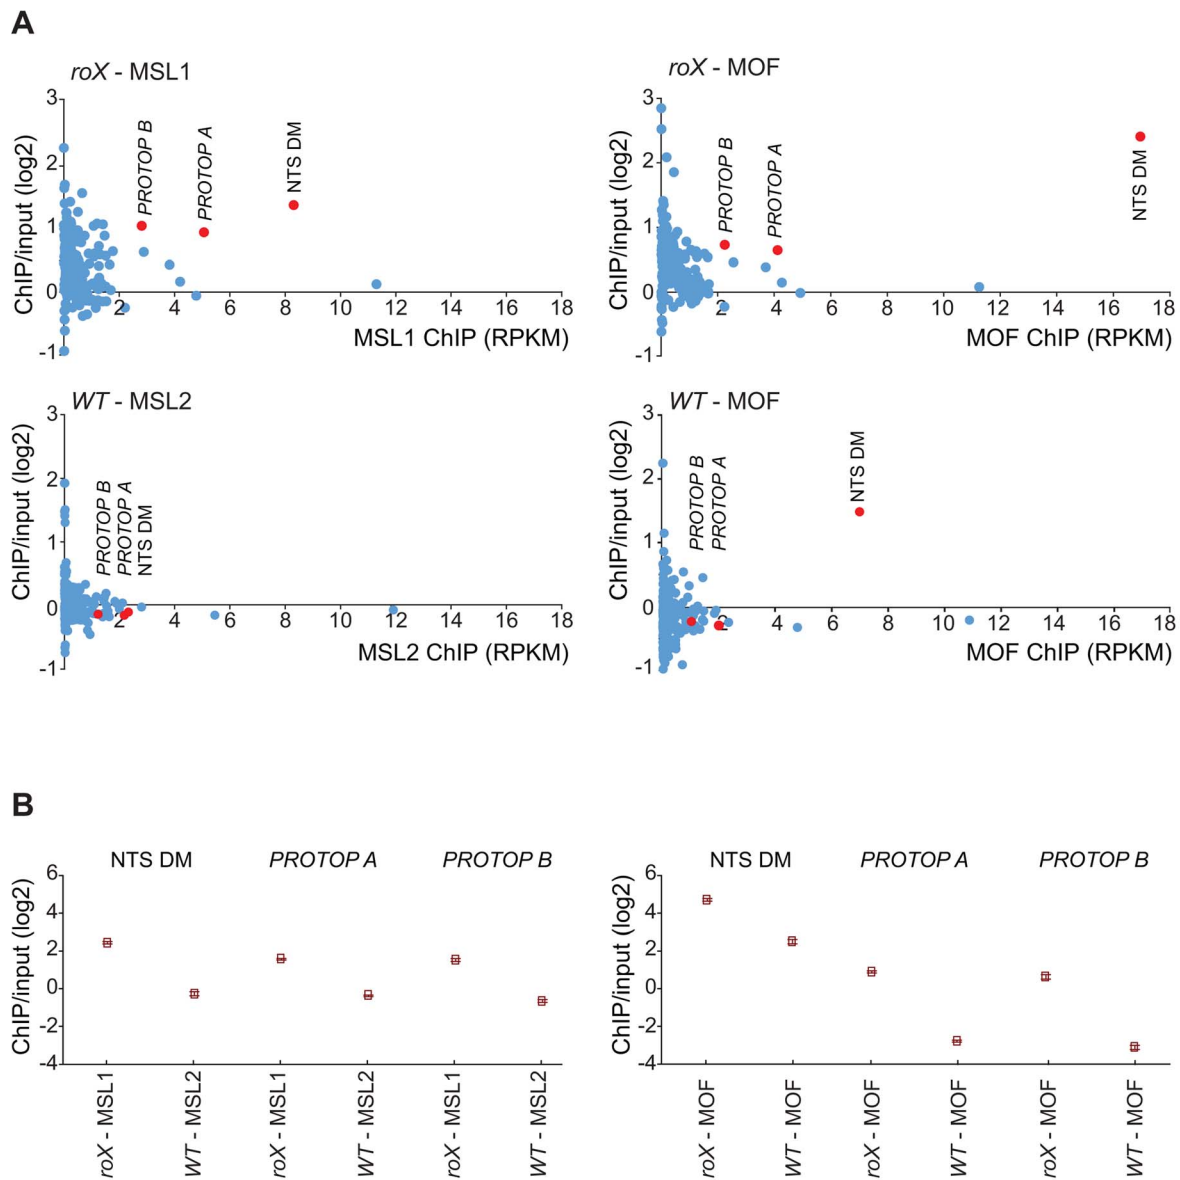 A
roX - MSL1
ChIP/input (log2)
3
2
1
0
-1
PROTOP B
PROTOP A
NTS DM
2 4 6 8 10 12 14 16 18
MSL1 ChIP (RPKM)
roX - MOF
ChIP/input (log2)
3
2
1
0
-1
PROTOP B
PROTOP A
NTS DM
2 4 6 8 10 12 14 16 18
MOF ChIP (RPKM)
WT - MSL2
ChIP/input (log2)
3
2
1
0
-1
PROTOP B
PROTOP A
NTS DM
2 4 6 8 10 12 14 16 18
MSL2 ChIP (RPKM)
WT - MOF
ChIP/input (log2)
3
2
1
0
-1
PROTOP B
PROTOP A
NTS DM
2 4 6 8 10 12 14 16 18
MOF ChIP (RPKM)
B
NTS DM PROTOP A PROTOP B
ChIP/input (log2)
6
4
2
0
-2
-4
roX - MSL1
WT - MSL2
roX - MSL1
WT - MSL2
roX - MSL1
WT - MSL2
NTS DM PROTOP A PROTOP B
ChIP/input (log2)
6
4
2
0
-2
-4
roX - MOF
WT - MOF
roX - MOF
WT - MOF
roX - MOF
WT - MOF